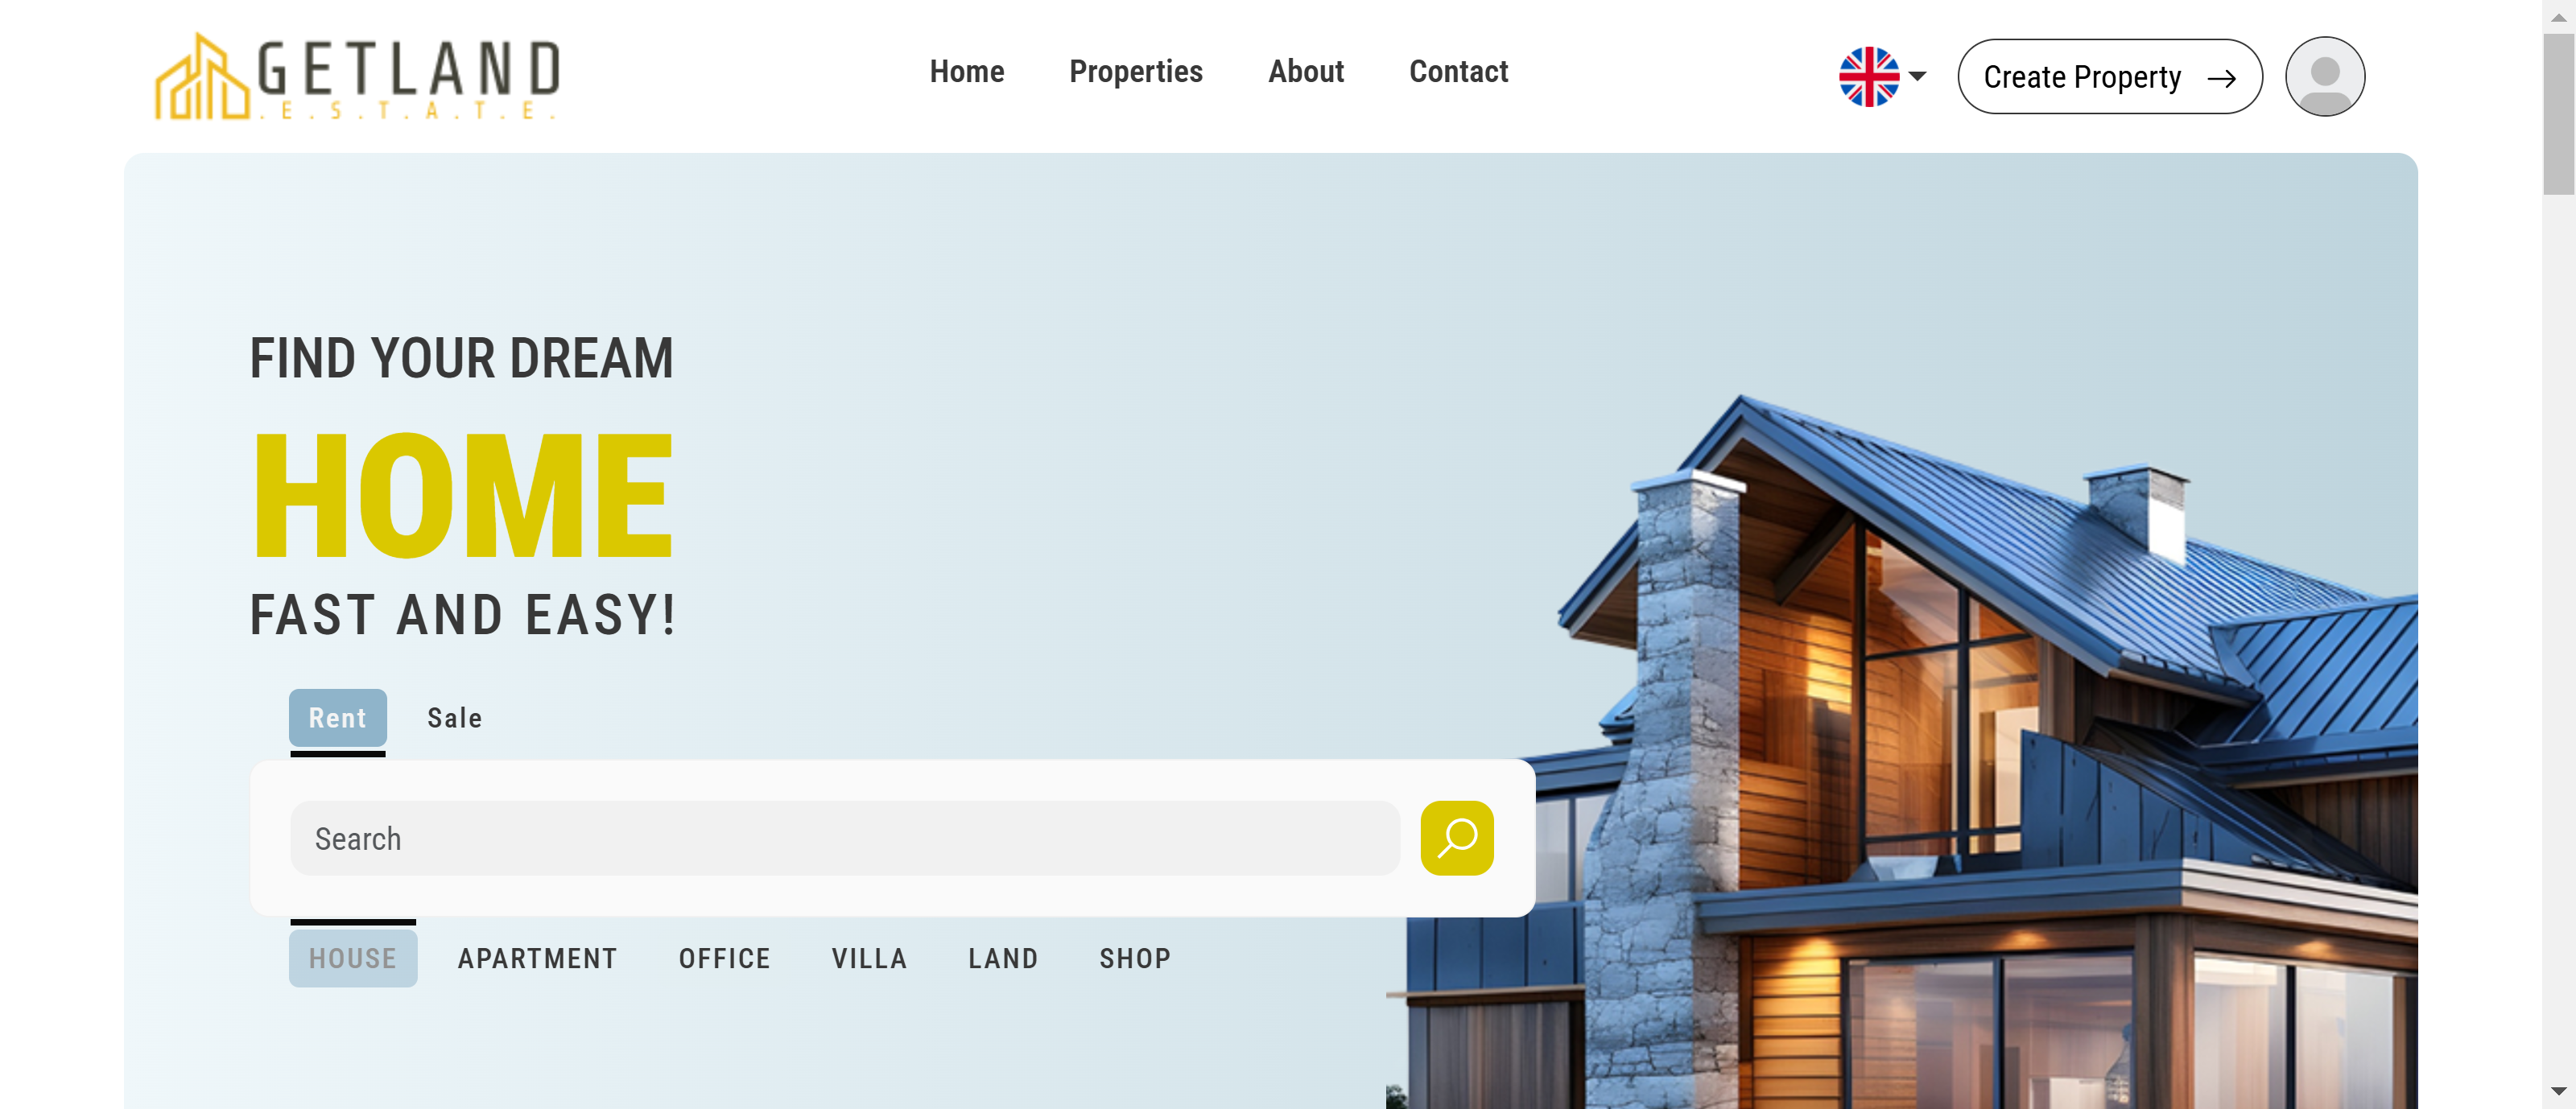 GETLAND
.E.S.T.A.T.E.
Home Properties About Contact
Create Property
FIND YOUR DREAM
HOME
FAST AND EASY!
Rent Sale
Search
HOUSE APARTMENT OFFICE VILLA LAND SHOP